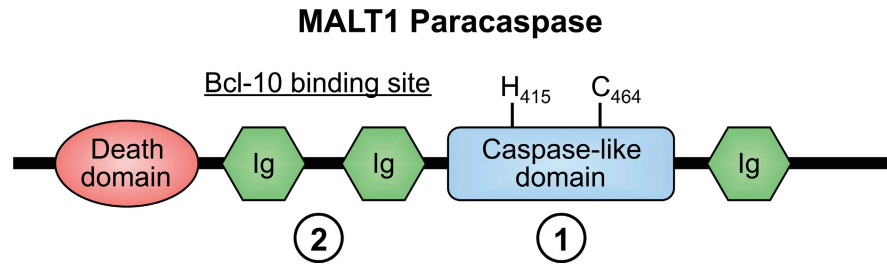 MALT1 Paracaspase
Bcl-10 binding site
H415
C464
Death
domain
Ig
Ig
Caspase-like
domain
Ig
2
1